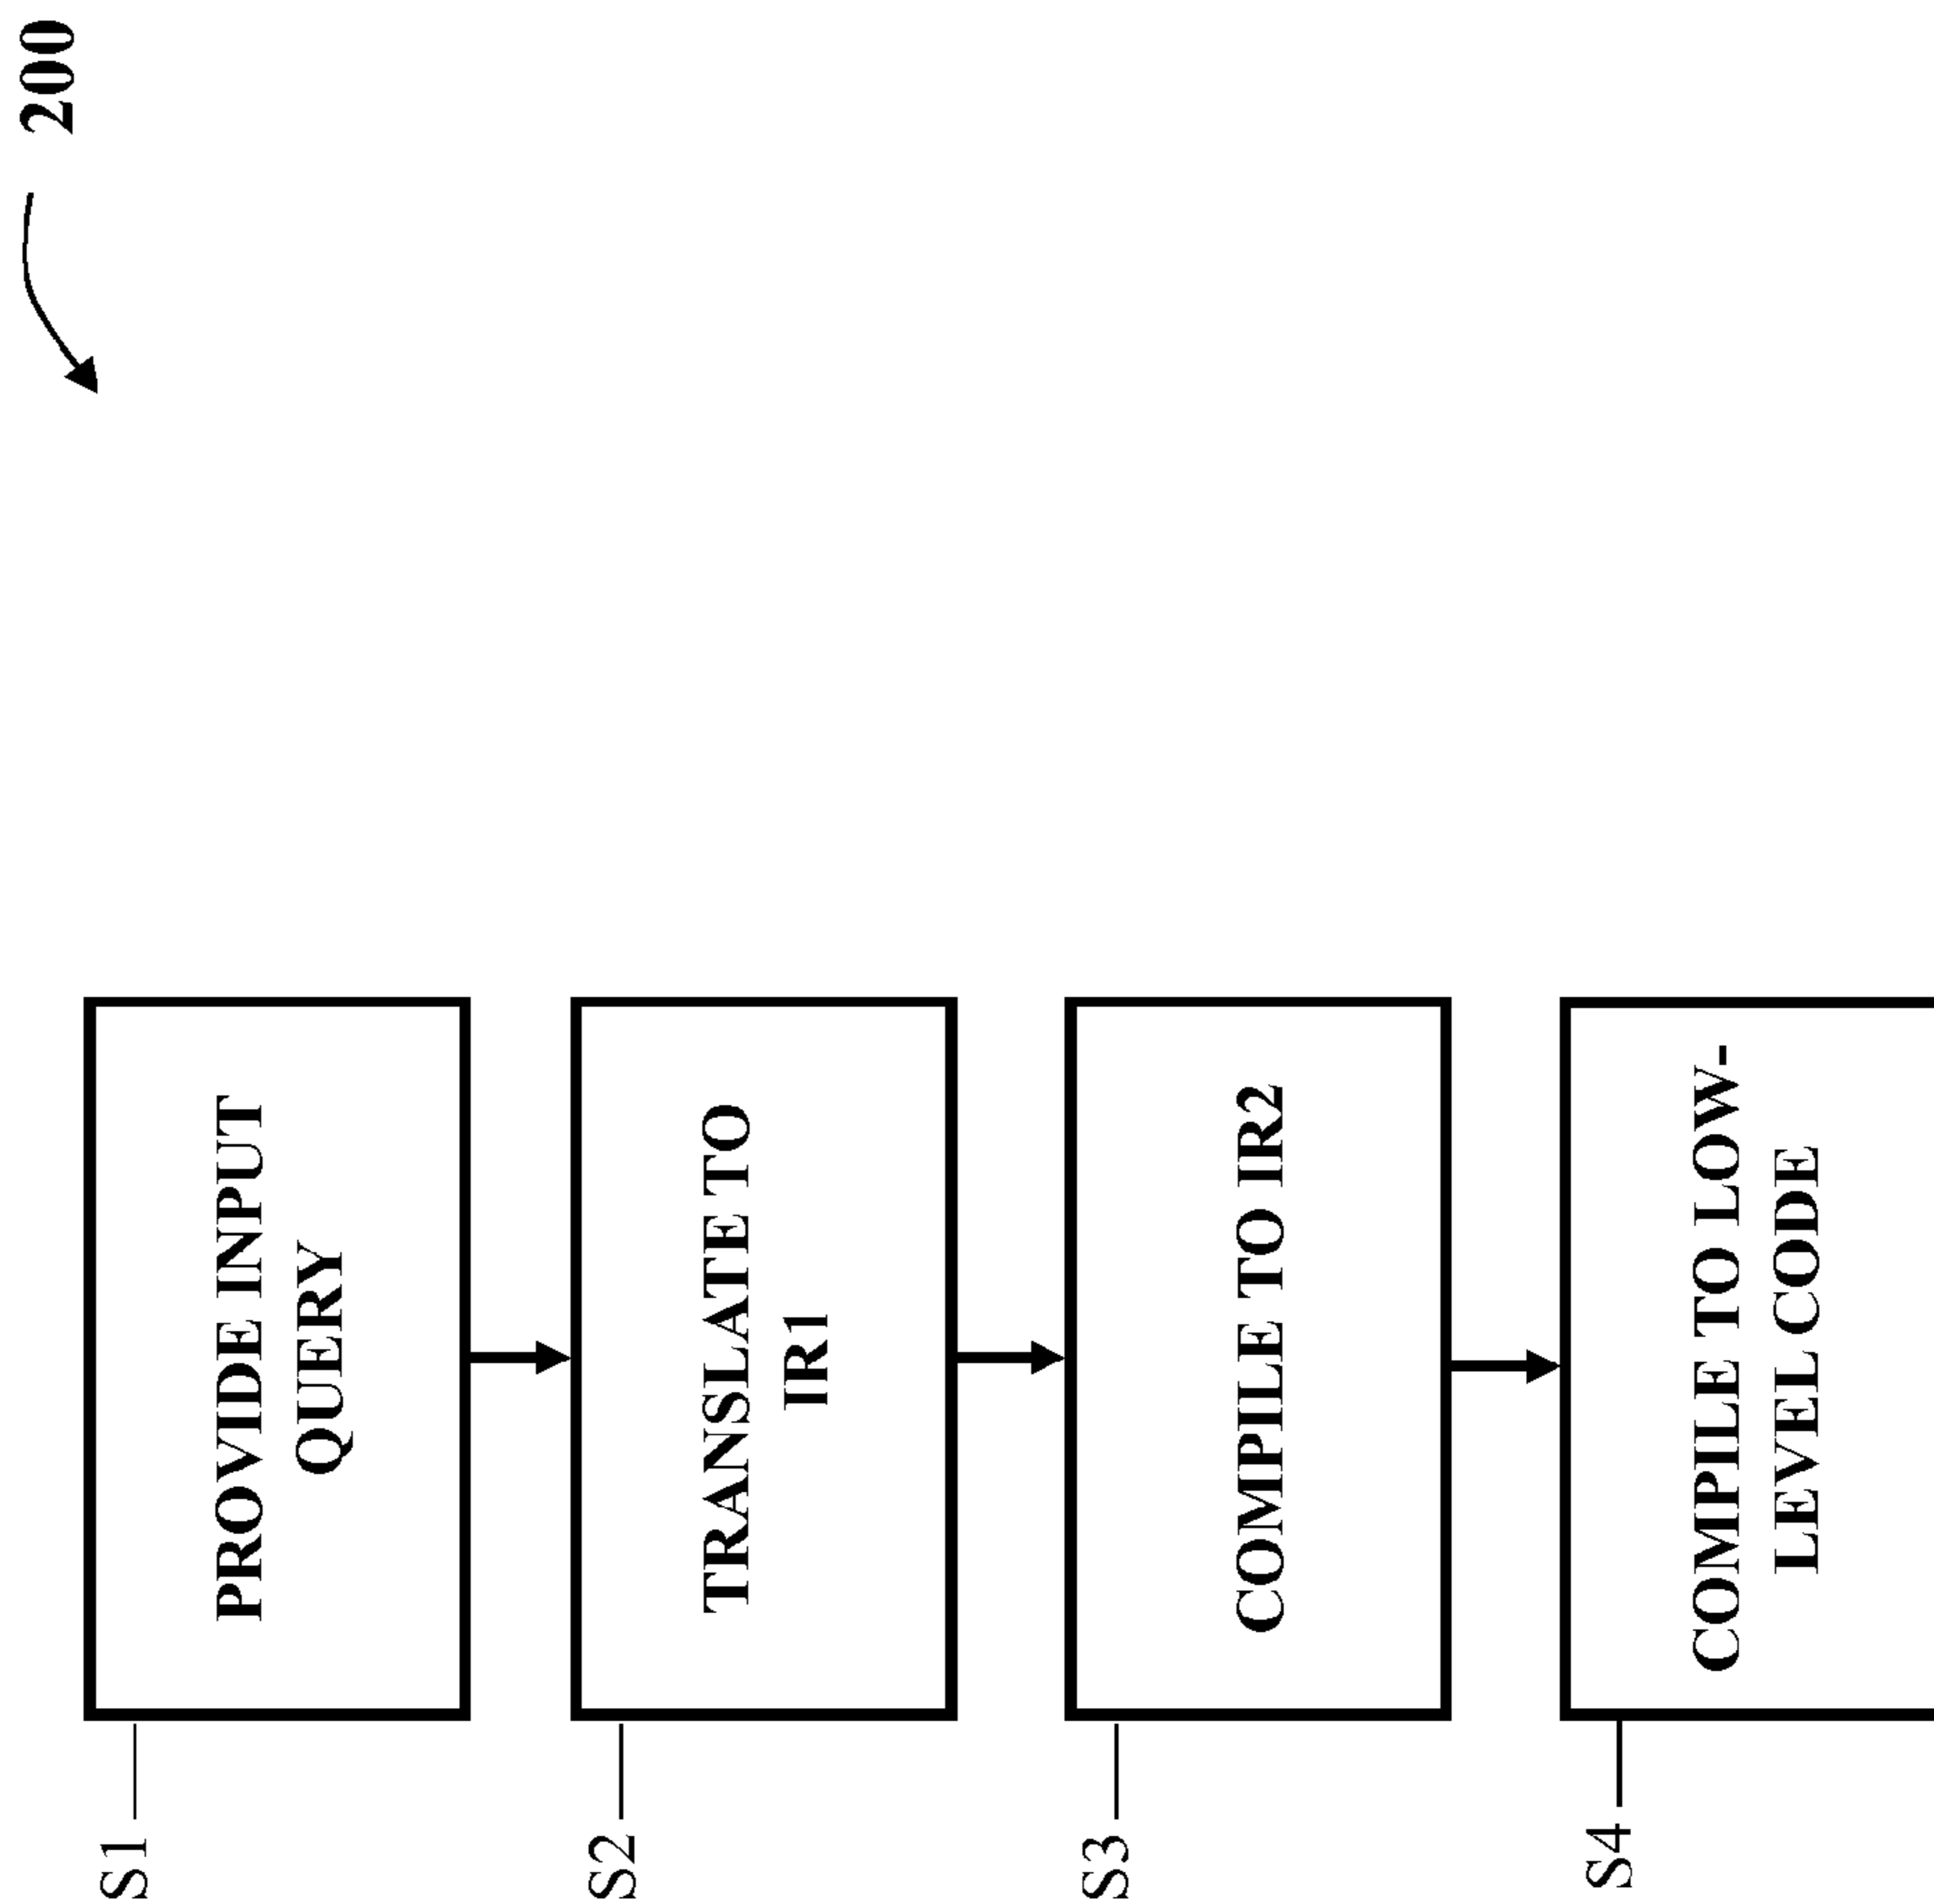 200
S1
PROVIDE INPUT
QUERY
S2
TRANSLATE TO
IR1
S3
COMPILE TO IR2
S4
COMPILE TO LOW-
LEVEL CODE